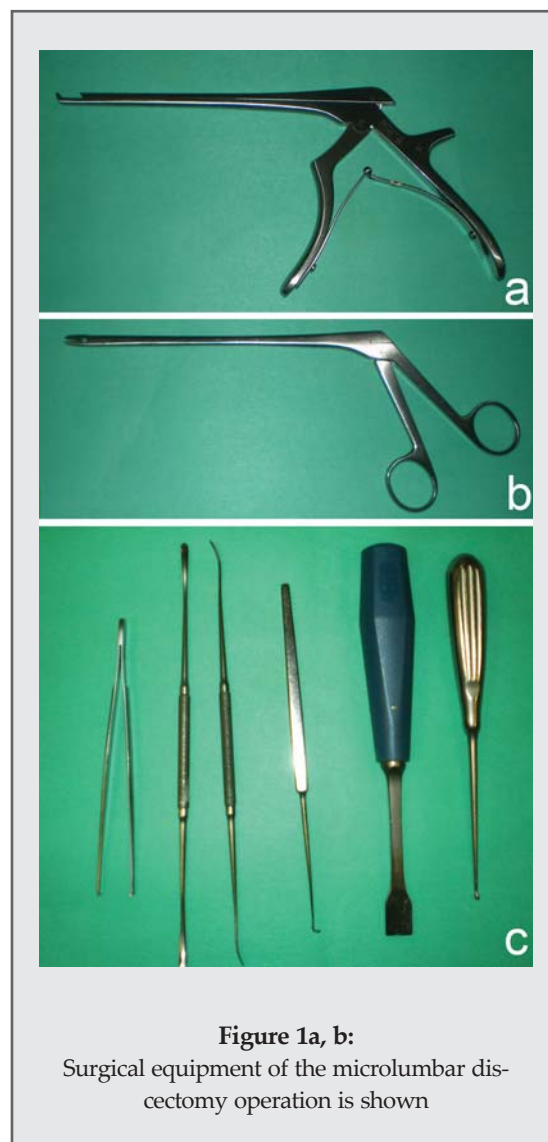 a
b
c
Figure 1a, b:
Surgical equipment of the microlumbar dis-
cectomy operation is shown